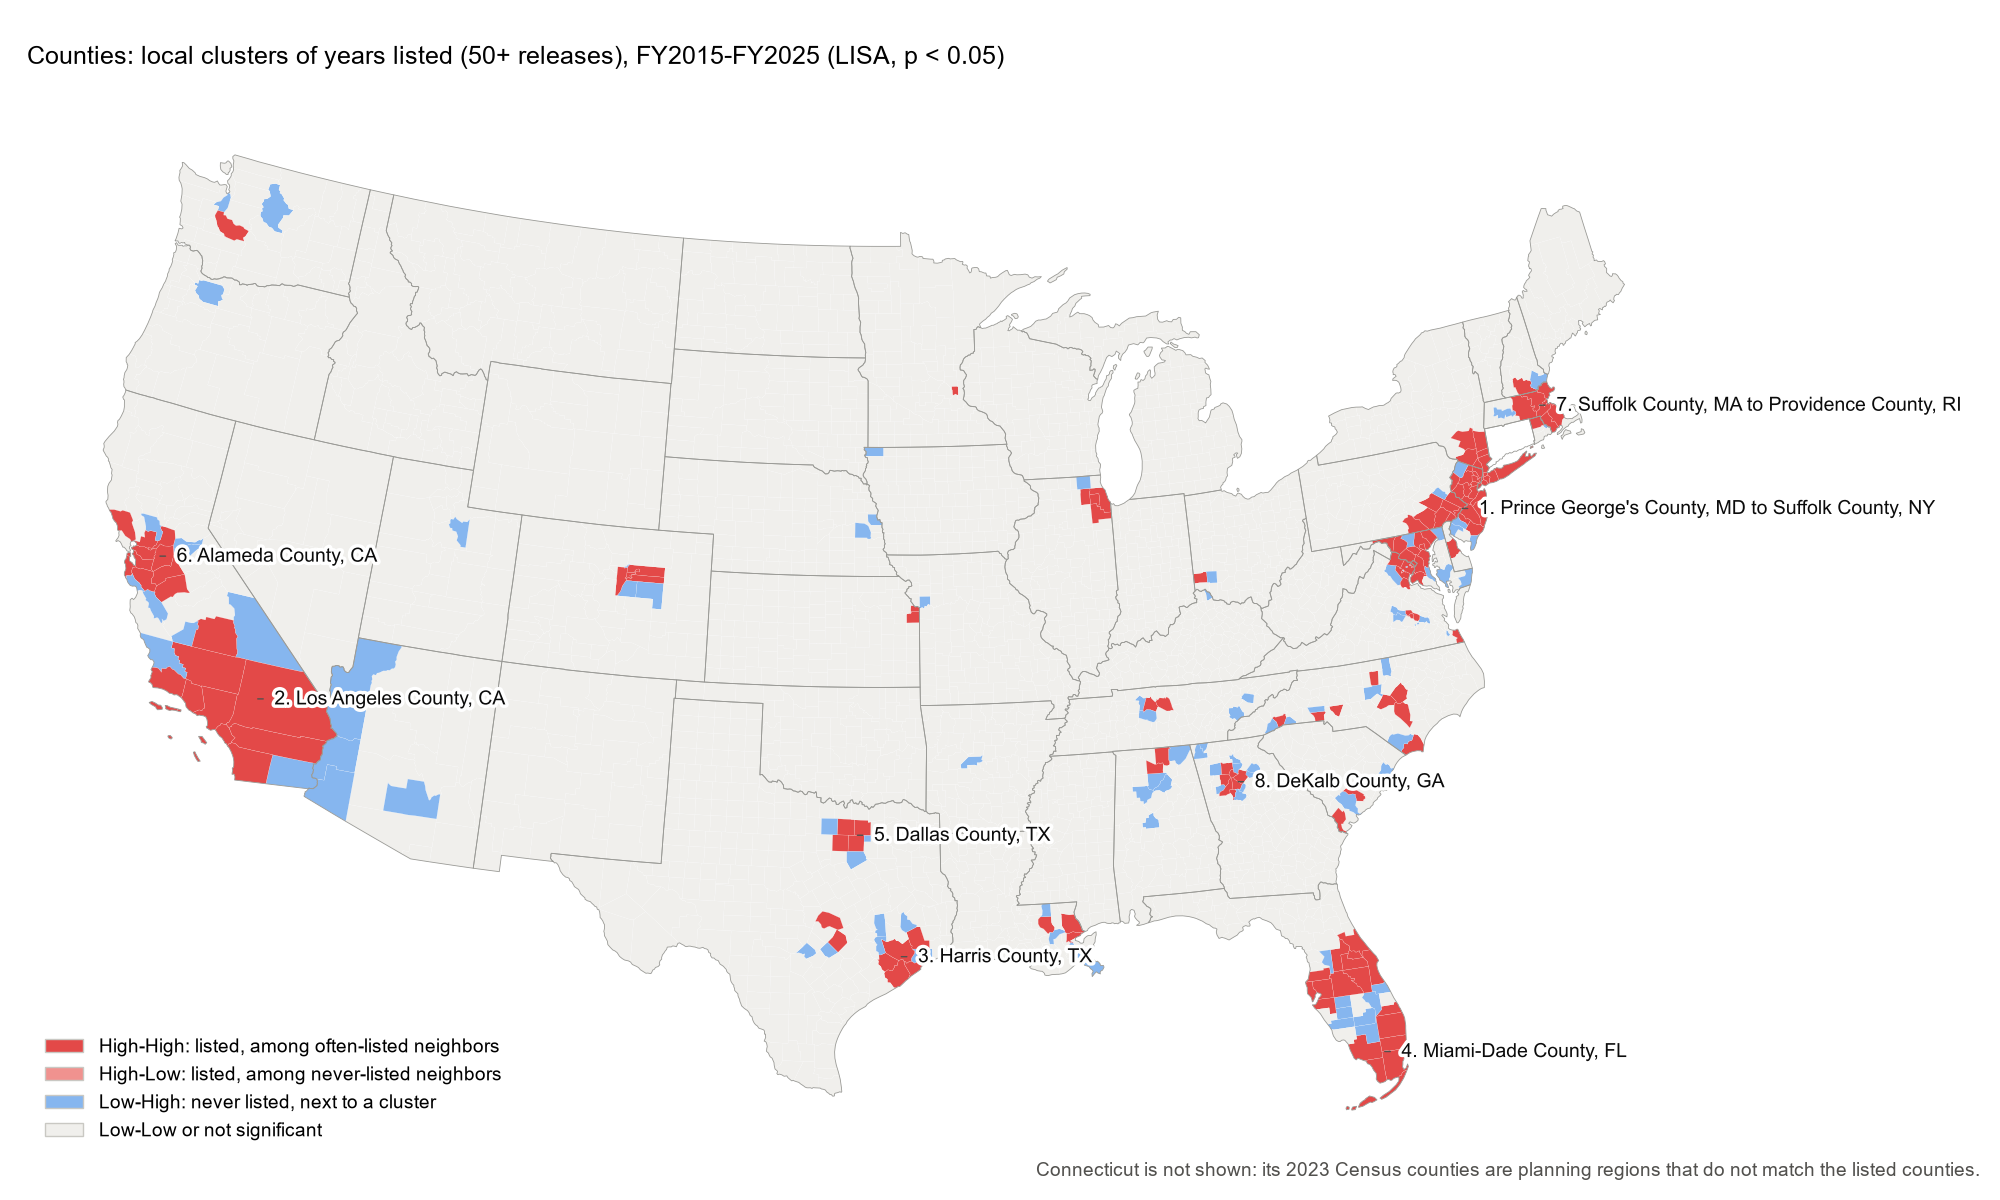 Counties: local clusters of years listed (50+ releases), FY2015-FY2025 (LISA, p < 0.05)
7. Suffolk County, MA to Providence County, RI
1. Prince George's County, MD to Suffolk County, NY
6. Alameda County, CA
2. Los Angeles County, CA
8. DeKalb County, GA
5. Dallas County, TX
3. Harris County, TX
4. Miami-Dade County, FL
High-High: listed, among often-listed neighbors
High-Low: listed, among never-listed neighbors
Low-High: never listed, next to a cluster
Low-Low or not significant
Connecticut is not shown: its 2023 Census counties are planning regions that do not match the listed counties.